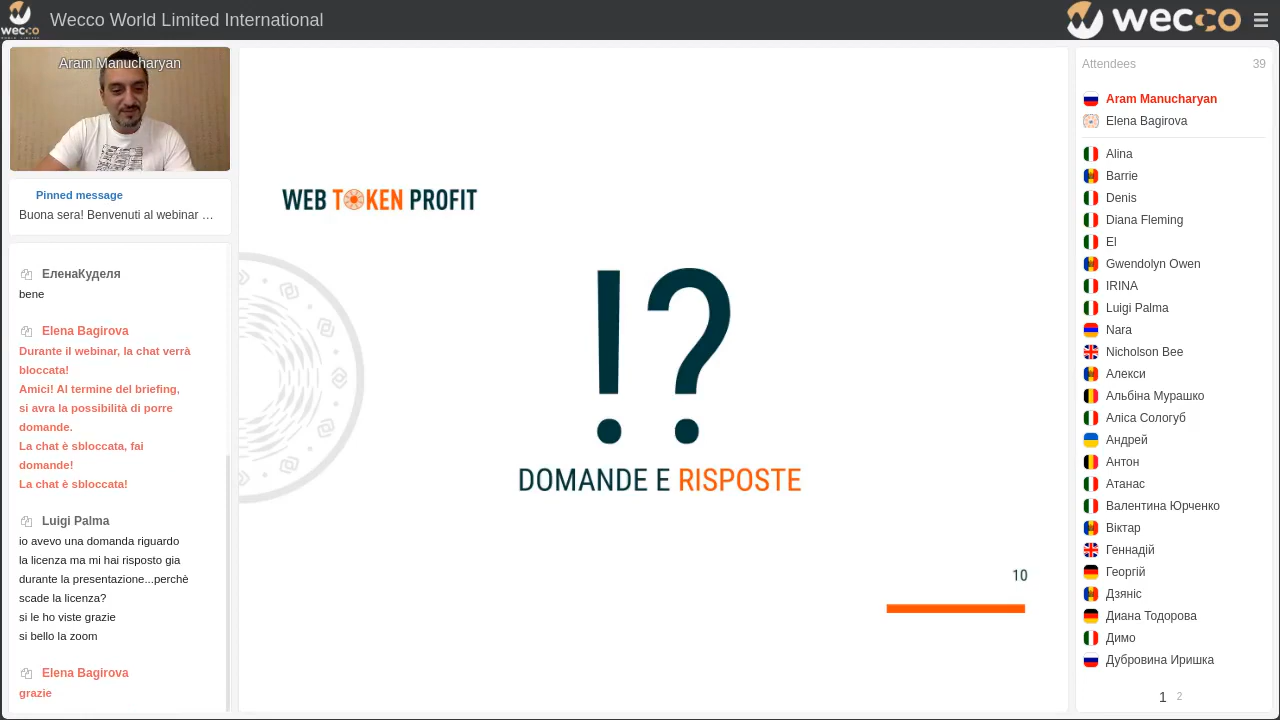 wecco
Wecco World Limited International
wecco
Aram Manucharyan
Pinned message
Buona sera! Benvenuti al webinar …
ЕленаКуделя
bene
Elena Bagirova
Durante il webinar, la chat verrà
bloccata!
Amici! Al termine del briefing,
si avra la possibilità di porre
domande.
La chat è sbloccata, fai
domande!
La chat è sbloccata!
Luigi Palma
io avevo una domanda riguardo
la licenza ma mi hai risposto gia
durante la presentazione...perchè
scade la licenza?
si le ho viste grazie
si bello la zoom
Elena Bagirova
grazie
WEB TOKEN PROFIT
!?
DOMANDE E RISPOSTE
10
Attendees 39
Aram Manucharyan
Elena Bagirova
Alina
Barrie
Denis
Diana Fleming
El
Gwendolyn Owen
IRINA
Luigi Palma
Nara
Nicholson Bee
Алекси
Альбіна Мурашко
Аліса Сологуб
Андрей
Антон
Атанас
Валентина Юрченко
Віктар
Геннадій
Георгій
Дзяніс
Диана Тодорова
Димо
Дубровина Иришка
1 2